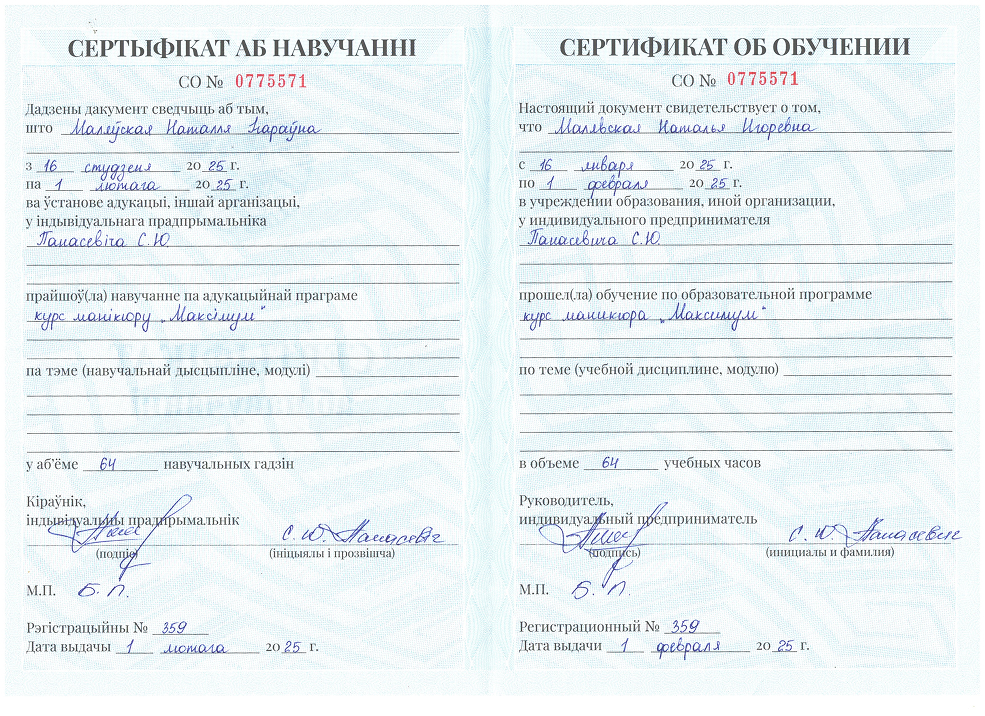 СЕРТЫФІКАТ АБ НАВУЧАННІ
СО № 0775571
Дадзены дакумент сведчыць аб тым,
што Маляўская Наталля Ігараўна
з 16 студзеня 2025 г.
па 1 лютага 2025 г.
ва ўстанове адукацыі, іншай арганізацыі,
у індывідуальнага прадпрымальніка
Панасевіча С.Ю.
прайшоў(ла) навучанне па адукацыйнай праграме
курс манікюру „Максімум“
па тэме (навучальнай дысцыпліне, модулі)
у аб'ёме 64 навучальных гадзін
Кіраўнік,
індывідуальны прадпрымальнік
С. Ю. Панасевіч
(подпіс) (ініцыялы і прозвішча)
М.П. Б. П.
Рэгістрацыйны № 359
Дата выдачы 1 лютага 2025 г.
СЕРТИФИКАТ ОБ ОБУЧЕНИИ
СО № 0775571
Настоящий документ свидетельствует о том,
что Малявская Наталья Игоревна
с 16 января 2025 г.
по 1 февраля 2025 г.
в учреждении образования, иной организации,
у индивидуального предпринимателя
Панасевича С.Ю.
прошел(ла) обучение по образовательной программе
курс маникюра „Максимум“
по теме (учебной дисциплине, модулю)
в объеме 64 учебных часов
Руководитель,
индивидуальный предприниматель
С. Ю. Панасевич
(подпись) (инициалы и фамилия)
М.П. Б. П.
Регистрационный № 359
Дата выдачи 1 февраля 2025 г.